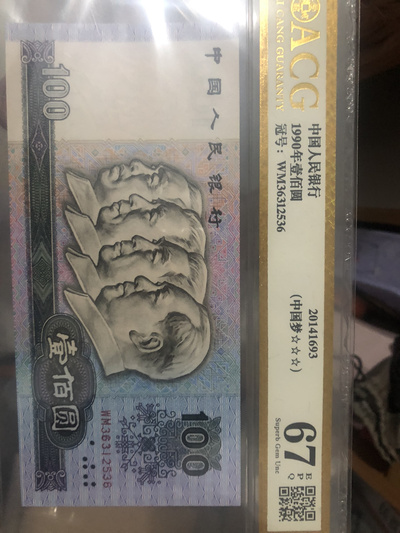 100
中国人民银行
壹佰圆
WM36312536
100
ACG
GUARANTY
中国人民银行
1990年壹佰圆
冠号：WM36312536
20141693
(中国梦☆☆☆)
67
EPQ
Superb Gem Unc